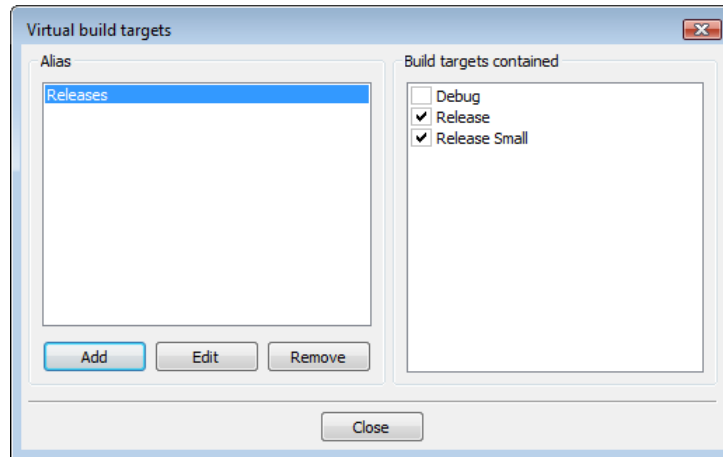 Virtual build targets
Alias
Releases
Add
Edit
Remove
Build targets contained
Debug
Release
Release Small
Close